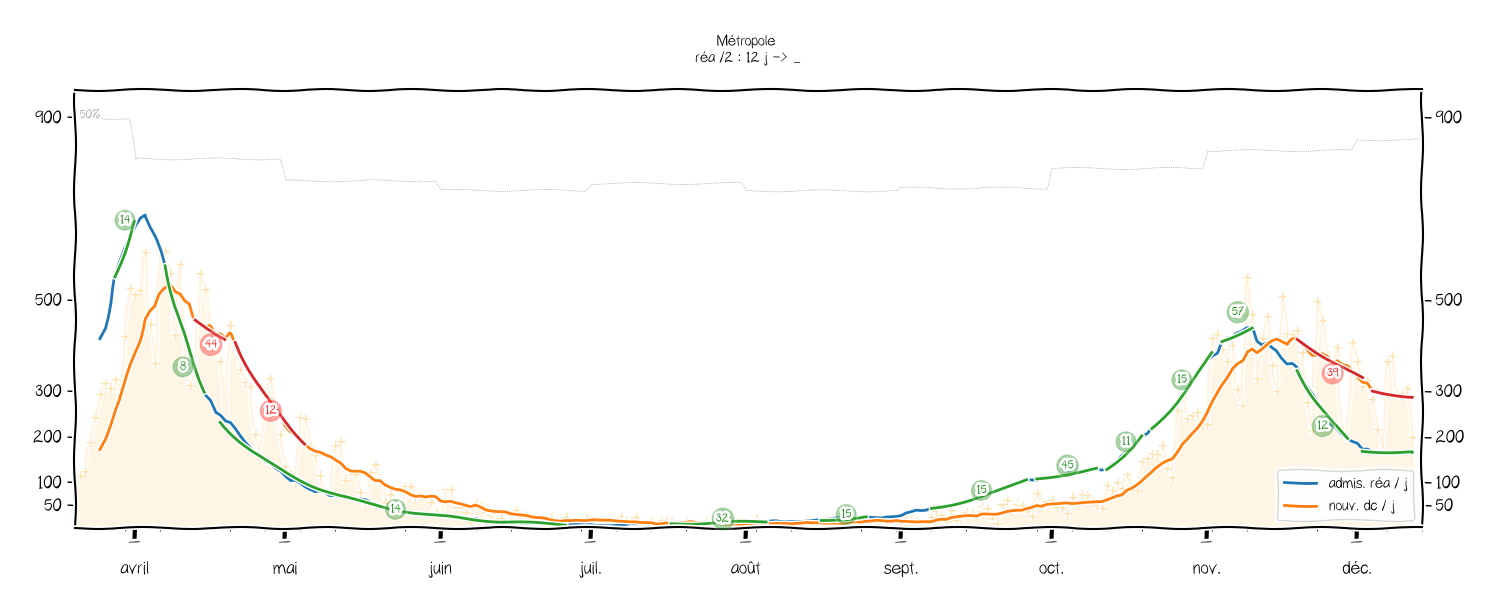 Métropole
réa /2 : 12 j -> _
900
50%
900
14
57
500
500
44
8
15
39
300
300
12
12
11
200
200
45
100
15
admis. réa / j
100
50
14
32
15
nouv. dc / j
50
avril
mai
juin
juil.
août
sept.
oct.
nov.
déc.